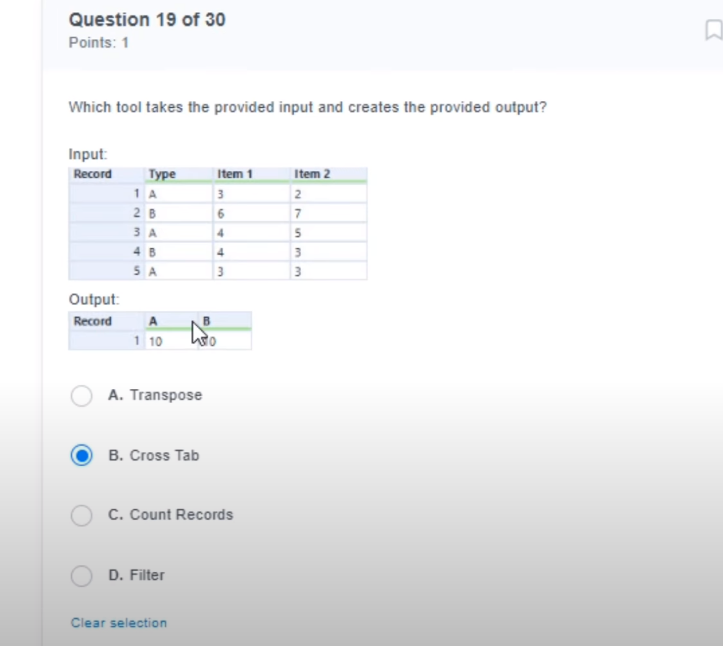 Question 19 of 30
Points: 1
Which tool takes the provided input and creates the provided output?
Input:
Record Type Item 1 Item 2
1 A 3 2
2 B 6 7
3 A 4 5
4 B 4 3
5 A 3 3
Output:
Record A B
1 10
A. Transpose
B. Cross Tab
C. Count Records
D. Filter
Clear selection